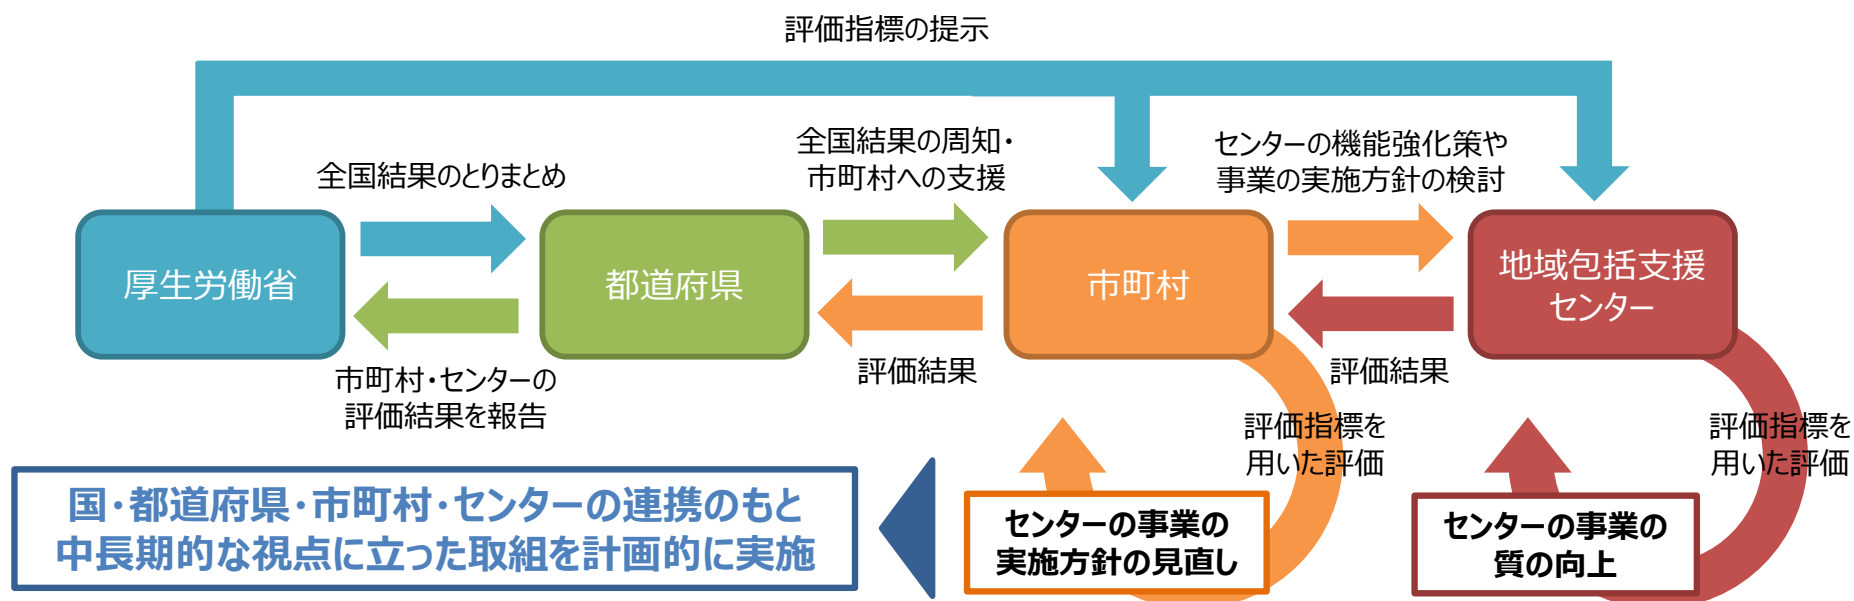 評価指標の提示
全国結果のとりまとめ
全国結果の周知・
市町村への支援
センターの機能強化策や
事業の実施方針の検討
厚生労働省
都道府県
市町村
地域包括支援
センター
市町村・センターの
評価結果を報告
評価結果
評価結果
評価指標を
用いた評価
評価指標を
用いた評価
国・都道府県・市町村・センターの連携のもと
中長期的な視点に立った取組を計画的に実施
センターの事業の
実施方針の見直し
センターの事業の
質の向上